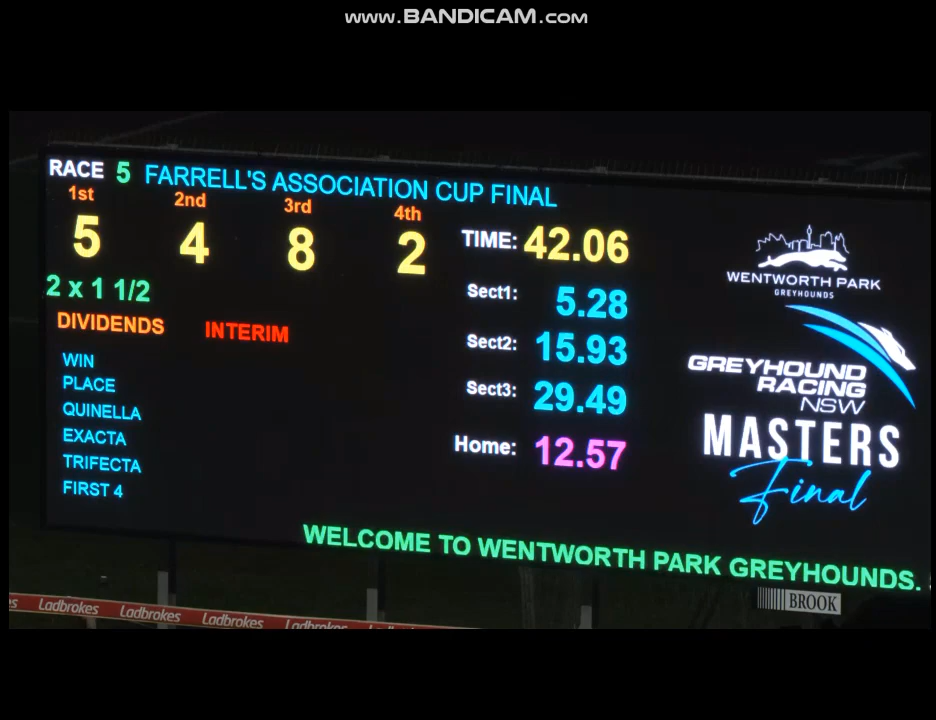 www.BANDICAM.com
RACE 5 FARRELL'S ASSOCIATION CUP FINAL
1st 2nd 3rd 4th
5 4 8 2
2 x 1 1/2
DIVIDENDS INTERIM
WIN
PLACE
QUINELLA
EXACTA
TRIFECTA
FIRST 4
TIME: 42.06
Sect1: 5.28
Sect2: 15.93
Sect3: 29.49
Home: 12.57
WENTWORTH PARK
GREYHOUNDS
GREYHOUND
RACING
NSW
MASTERS
Final
WELCOME TO WENTWORTH PARK GREYHOUNDS.
BROOK
Ladbrokes Ladbrokes Ladbrokes Ladbrokes